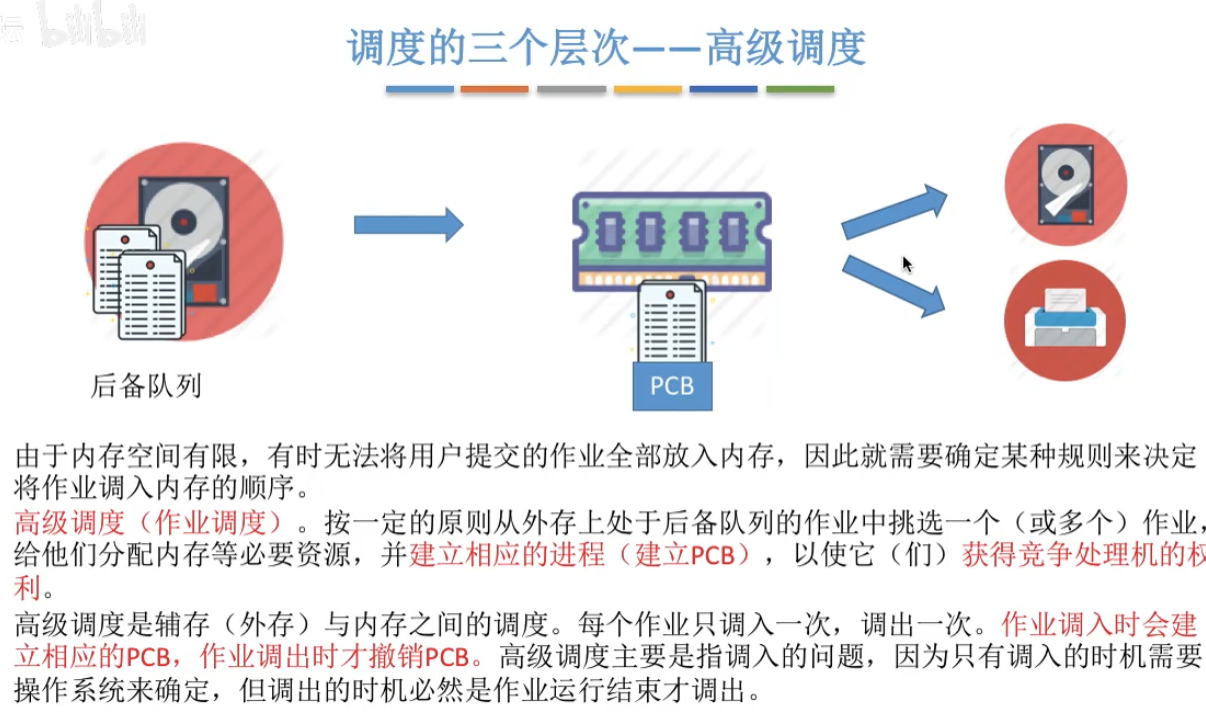 坛 bilibili
调度的三个层次——高级调度
后备队列
PCB
由于内存空间有限，有时无法将用户提交的作业全部放入内存，因此就需要确定某种规则来决定
将作业调入内存的顺序。
高级调度（作业调度）。按一定的原则从外存上处于后备队列的作业中挑选一个（或多个）作业，
给他们分配内存等必要资源，并建立相应的进程（建立PCB），以使它（们）获得竞争处理机的权
利。
高级调度是辅存（外存）与内存之间的调度。每个作业只调入一次，调出一次。作业调入时会建
立相应的PCB，作业调出时才撤销PCB。高级调度主要是指调入的问题，因为只有调入的时机需要
操作系统来确定，但调出的时机必然是作业运行结束才调出。